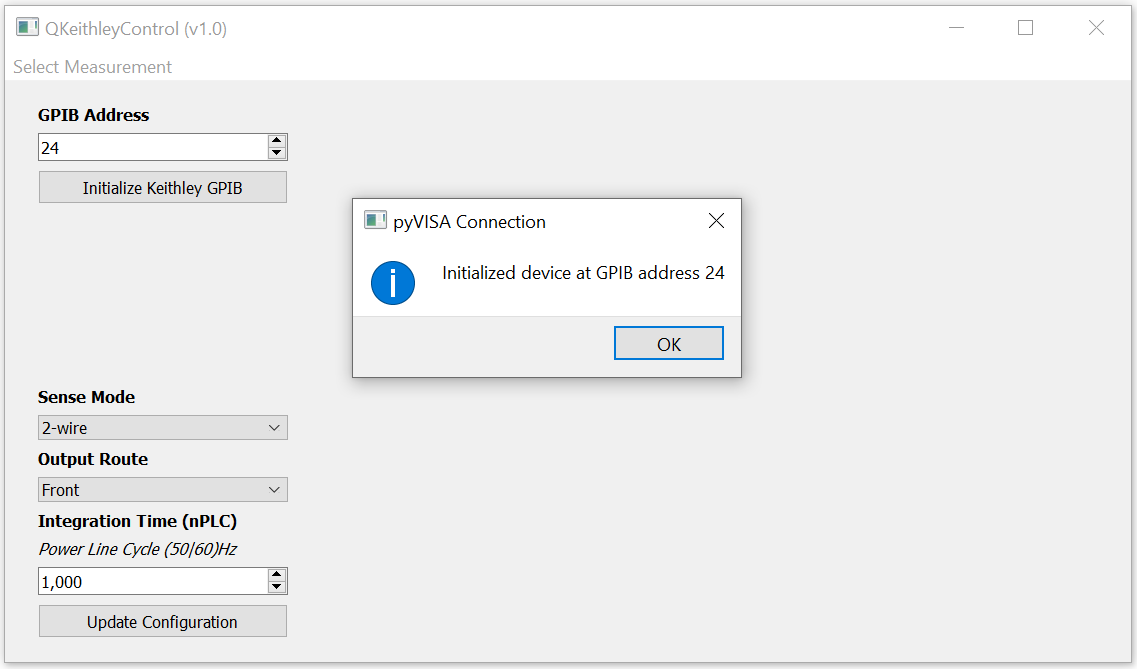 QKeithleyControl (v1.0)
Select Measurement
GPIB Address
24
Initialize Keithley GPIB
pyVISA Connection
Initialized device at GPIB address 24
OK
Sense Mode
2-wire
Output Route
Front
Integration Time (nPLC)
Power Line Cycle (50|60)Hz
1,000
Update Configuration